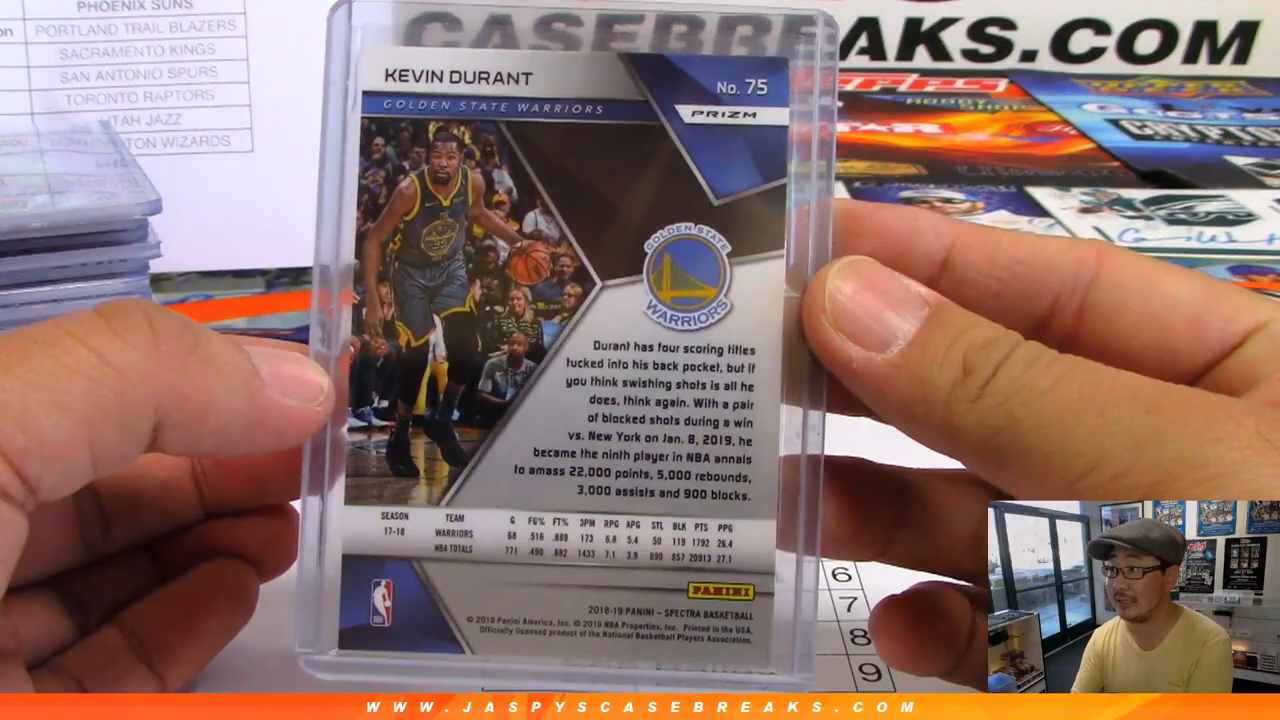 PHOENIX SUNS
PORTLAND TRAIL BLAZERS
SACRAMENTO KINGS
SAN ANTONIO SPURS
TORONTO RAPTORS
UTAH JAZZ
TON WIZARDS
CASEBREAKS.COM
KEVIN DURANT
No. 75
GOLDEN STATE WARRIORS
PRIZM
GOLDEN STATE
WARRIORS
Durant has four scoring titles
tucked into his back pocket, but if
you think swishing shots is all he
does, think again. With a pair
of blocked shots during a win
vs. New York on Jan. 8, 2019, he
became the ninth player in NBA annals
to amass 22,000 points, 5,000 rebounds,
3,000 assists and 900 blocks.
SEASON TEAM G FG% FT% 3PM RPG APG STL BLK PTS PPG
17-18 WARRIORS 68 .516 .889 173 6.8 5.4 50 119 1792 26.4
NBA TOTALS 771 .490 .882 1433 7.1 3.9 890 857 20913 27.1
PANINI
2018-19 PANINI – SPECTRA BASKETBALL
© 2019 Panini America, Inc. © 2019 NBA Properties, Inc. Printed in the USA.
Officially licensed product of the National Basketball Players Association.
6
7
8
9
WWW.JASPYSCASEBREAKS.COM